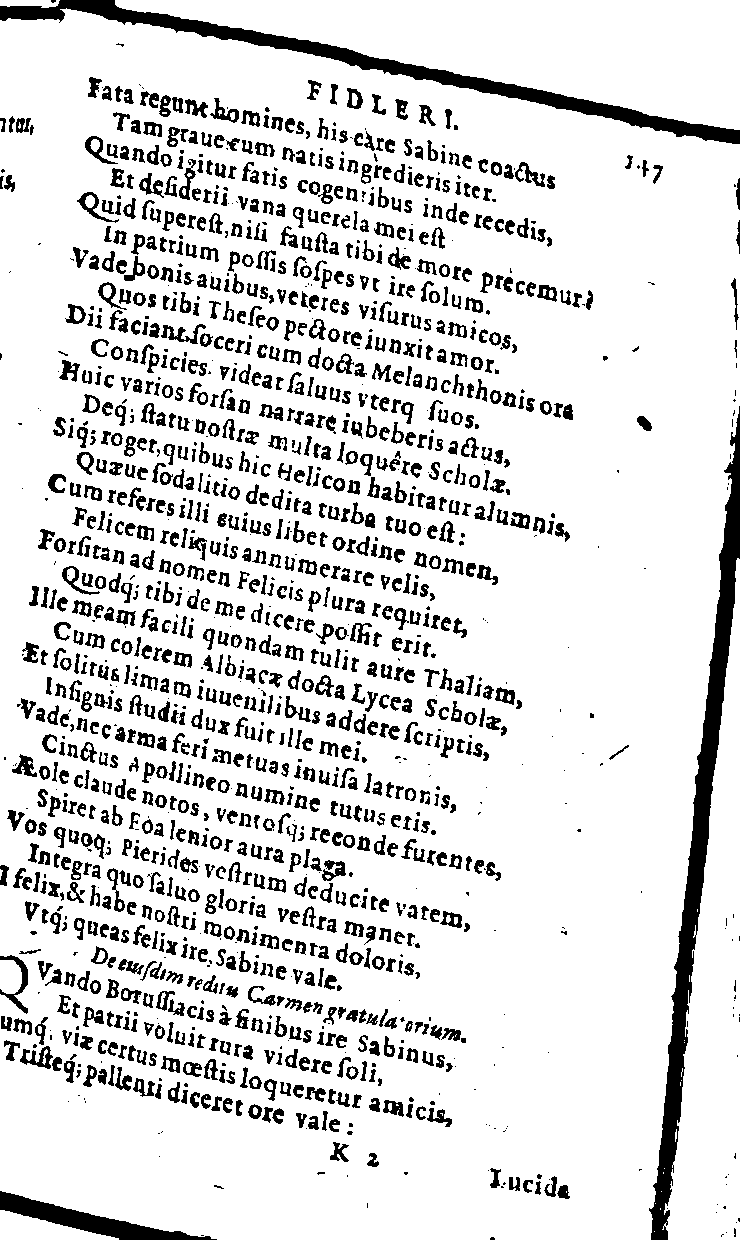 FIDLERI.
147
Fata regunt homines, his care Sabine coactus
Tam graue cum natis ingredieris iter.
Quando igitur fatis cogentibus inde recedis,
Et desiderii vana querela mei est
Quid superest, nisi fausta tibi de more precemur?
In patrium possis sospes vt ire solum.
Vade bonis auibus, veteres visurus amicos,
Quos tibi Theseo pectore iunxit amor.
Dii faciant soceri cum docta Melanchthonis ora
Conspicies videat saluus vterq suos.
Huic varios forsan narrare iubeberis actus,
Deq́; statu nostræ multa loquêre Scholæ.
Siq́; roget, quibus hic Helicon habitatur alumnis,
Quæue sodalitio dedita turba tuo est:
Cum referes illi cuius libet ordine nomen,
Felicem reliquis annumerare velis,
Forsitan ad nomen Felicis plura requiret,
Quodq́; tibi de me dicere possit erit.
Ille meam facili quondam tulit aure Thaliam,
Cum colerem Albiacæ docta Lycea Scholæ,
Et solitus limam iuuenilibus addere scriptis,
Insignis studii dux fuit ille mei.
Vade, nec arma feri metuas inuisa latronis,
Cinctus Apollineo numine tutus eris.
Æole claude notos, ventosq; reconde furentes,
Spiret ab Eoa lenior aura plaga.
Vos quoq; Pierides vestrum deducite vatem,
Integra quo saluo gloria vestra manet.
I felix, & habe nostri monimenta doloris,
Vtq́; queas felix ire, Sabine vale.
De eiusdim reditu Carmen gratulatorium.
QVando Borussiacis à finibus ire Sabinus,
Et patrii voluit rura videre soli,
umq́; viæ certus mœstis loqueretur amicis,
Tristeq́; pallenti diceret ore vale:
K 2
Lucida